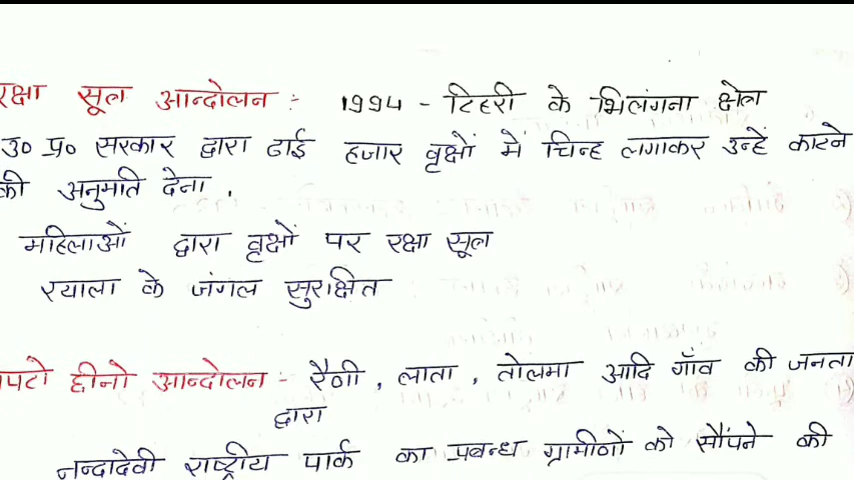 रक्षा सूत्र आन्दोलन :- 1994 - टिहरी के भिलंगना क्षेत्र
उ० प्र० सरकार द्वारा ढाई हजार वृक्षों में चिन्ह लगाकर उन्हें काटने
की अनुमति देना .
महिलाओं द्वारा वृक्षों पर रक्षा सूत्र
रयाला के जंगल सुरक्षित
झपटो छीनो आन्दोलन :- रैणी , लाता , तोलमा आदि गाँव की जनता
द्वारा
नन्दादेवी राष्ट्रीय पार्क का प्रबन्ध ग्रामीणों को सौंपने की